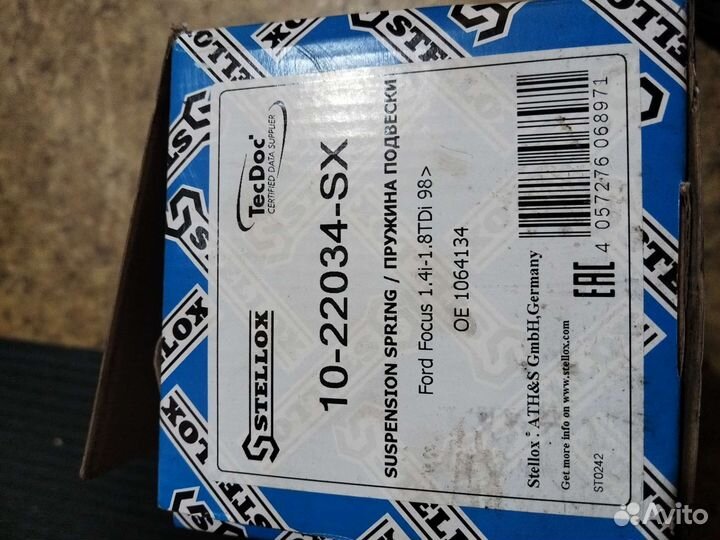 STELLOX
TecDoc
CERTIFIED DATA SUPPLIER
10-22034-SX
SUSPENSION SPRING / ПРУЖИНА ПОДВЕСКИ
Ford Focus 1.4i-1.8TDi 98>
OE 1064134
Stellox . ATH&S GmbH,Germany
Get more info on www.stellox.com
ST0242
EAC
4 057276 068971
STELLOX
STELLOX
Avito